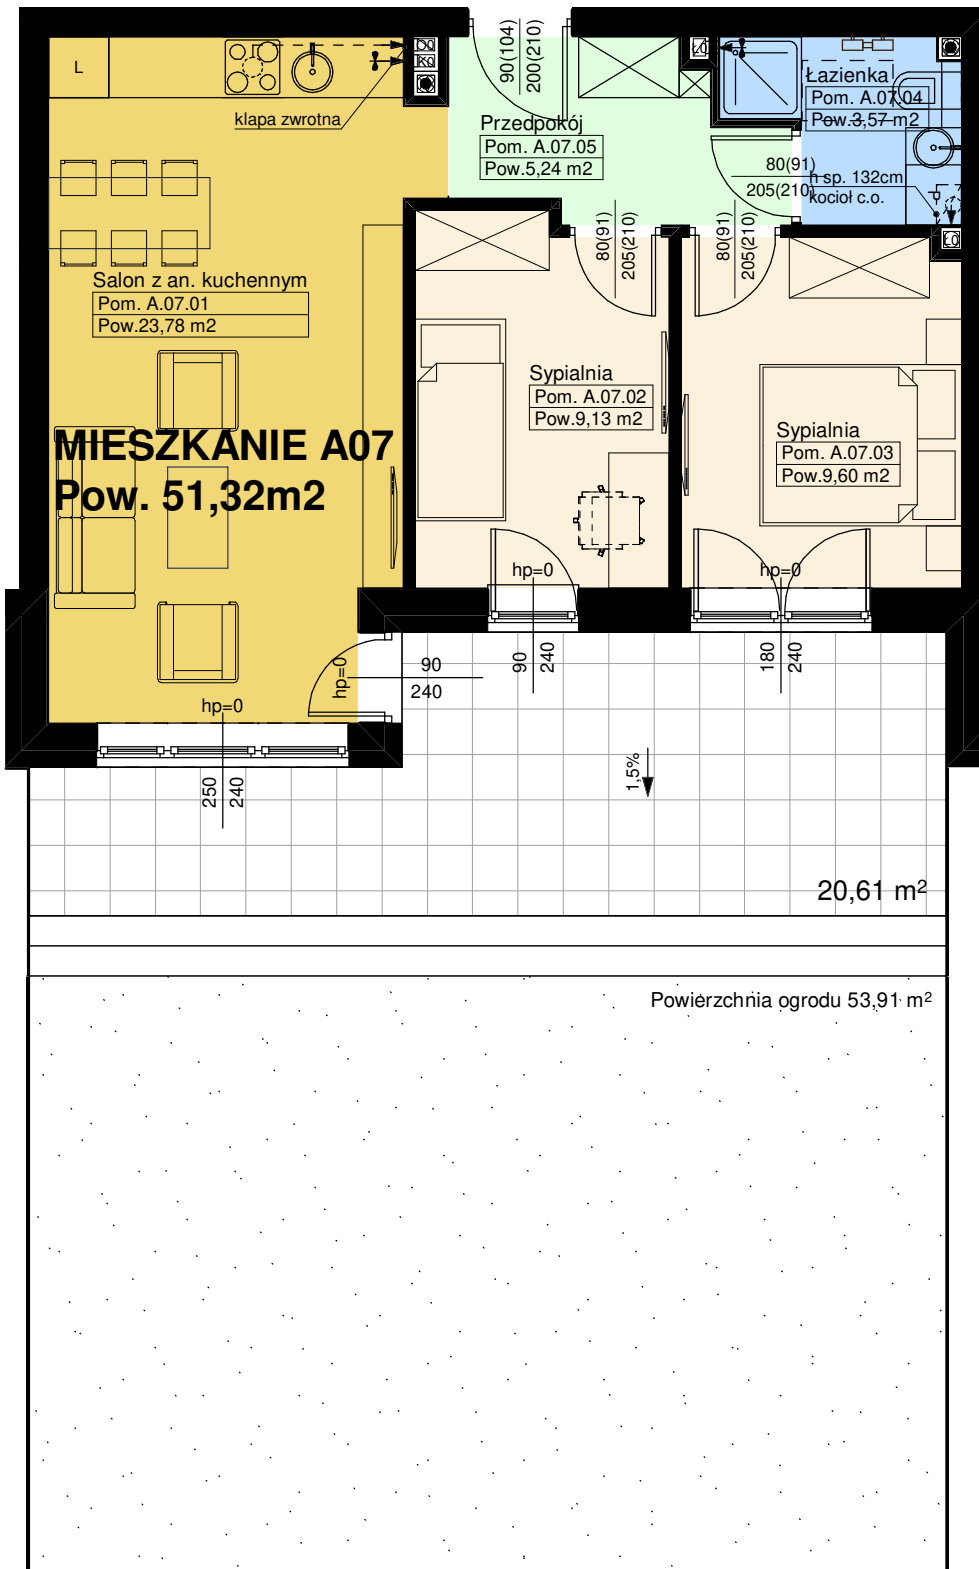 L
klapa zwrotna
90(104)
200(210)
Przedpokój
Pom. A.07.05
Pow.5,24 m2
Łazienka
Pom. A.07.04
Pow.3,57 m2
80(91)
205(210)
h sp. 132cm
kocioł c.o.
80(91)
205(210)
80(91)
205(210)
Salon z an. kuchennym
Pom. A.07.01
Pow.23,78 m2
Sypialnia
Pom. A.07.02
Pow.9,13 m2
Sypialnia
Pom. A.07.03
Pow.9,60 m2
MIESZKANIE A07
Pow. 51,32m2
hp=0
hp=0
hp=0
90
240
90
240
180
240
hp=0
250
240
1,5%
20,61 m²
Powierzchnia ogrodu 53,91 m²